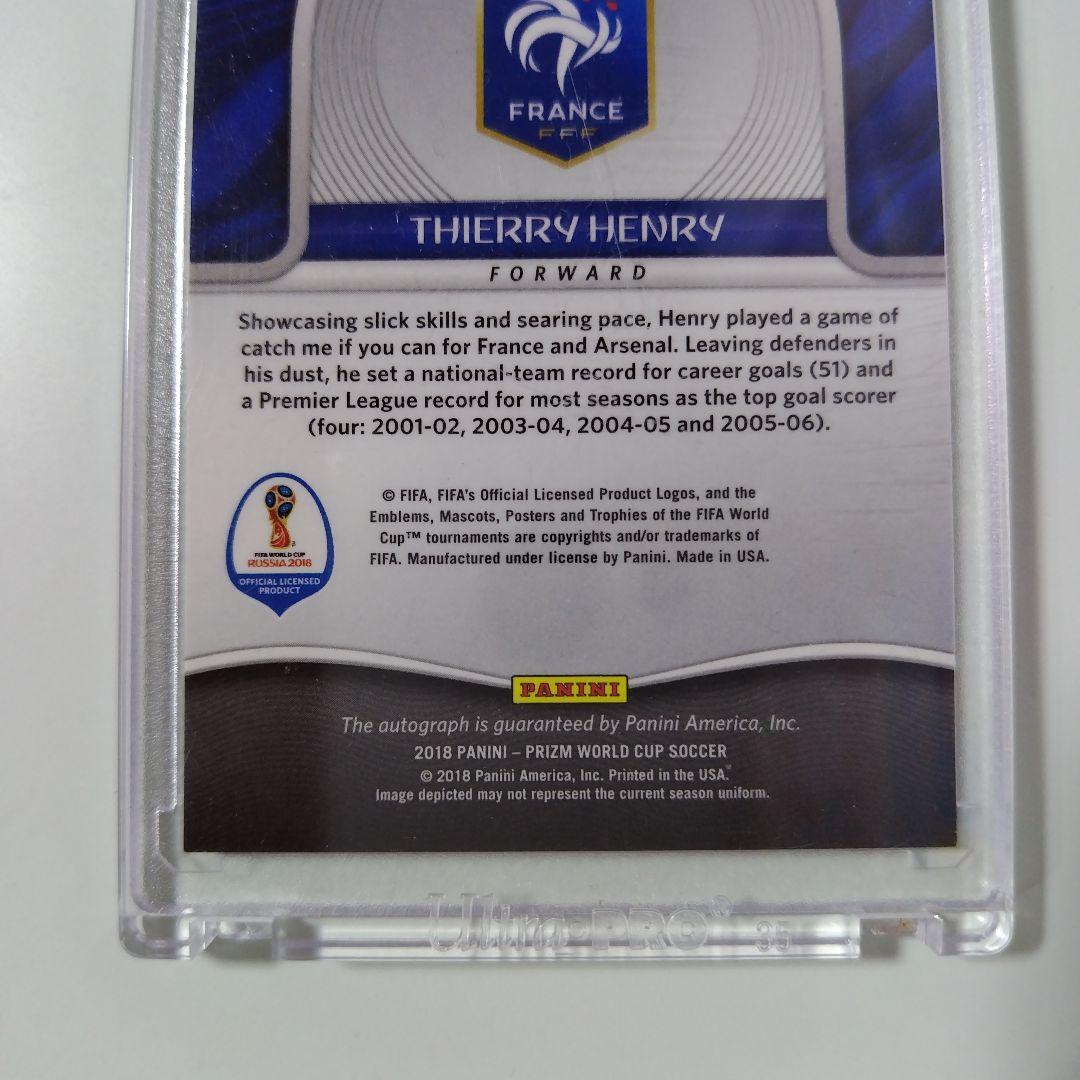 FRANCE
FFF
THIERRY HENRY
FORWARD
Showcasing slick skills and searing pace, Henry played a game of
catch me if you can for France and Arsenal. Leaving defenders in
his dust, he set a national-team record for career goals (51) and
a Premier League record for most seasons as the top goal scorer
(four: 2001-02, 2003-04, 2004-05 and 2005-06).
© FIFA, FIFA's Official Licensed Product Logos, and the
Emblems, Mascots, Posters and Trophies of the FIFA World
Cup™ tournaments are copyrights and/or trademarks of
FIFA. Manufactured under license by Panini. Made in USA.
FIFA WORLD CUP
RUSSIA 2018
OFFICIAL LICENSED
PRODUCT
PANINI
The autograph is guaranteed by Panini America, Inc.
2018 PANINI – PRIZM WORLD CUP SOCCER
© 2018 Panini America, Inc. Printed in the USA.
Image depicted may not represent the current season uniform.
Ultra PRO® 35